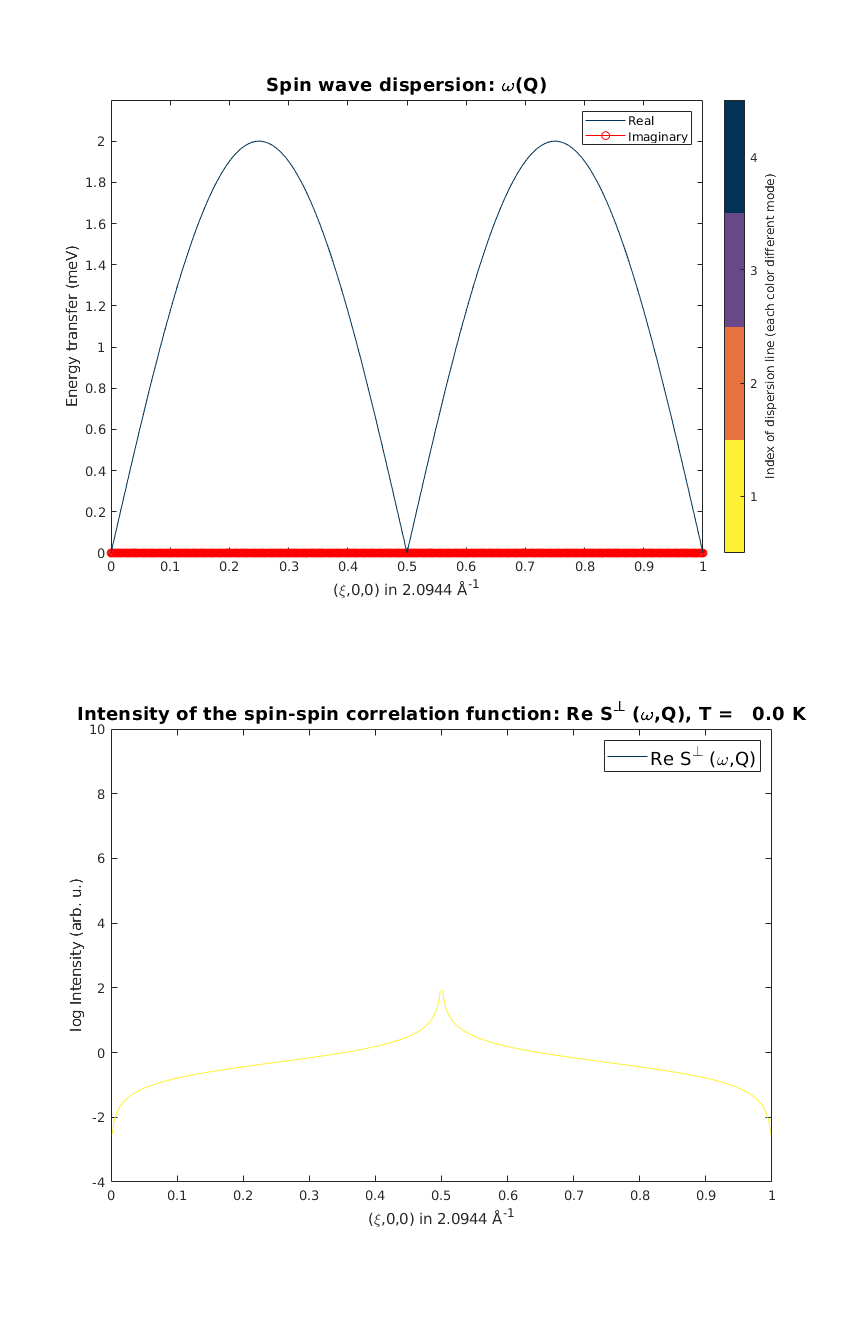 Spin wave dispersion: ω(Q)
Real
Imaginary
Energy transfer (meV)
2
1.8
1.6
1.4
1.2
1
0.8
0.6
0.4
0.2
0
0 0.1 0.2 0.3 0.4 0.5 0.6 0.7 0.8 0.9 1
(ξ,0,0) in 2.0944 Å⁻¹
4
3
2
1
Index of dispersion line (each color different mode)
Intensity of the spin-spin correlation function: Re S⊥ (ω,Q), T = 0.0 K
Re S⊥ (ω,Q)
log Intensity (arb. u.)
10
8
6
4
2
0
-2
-4
0 0.1 0.2 0.3 0.4 0.5 0.6 0.7 0.8 0.9 1
(ξ,0,0) in 2.0944 Å⁻¹